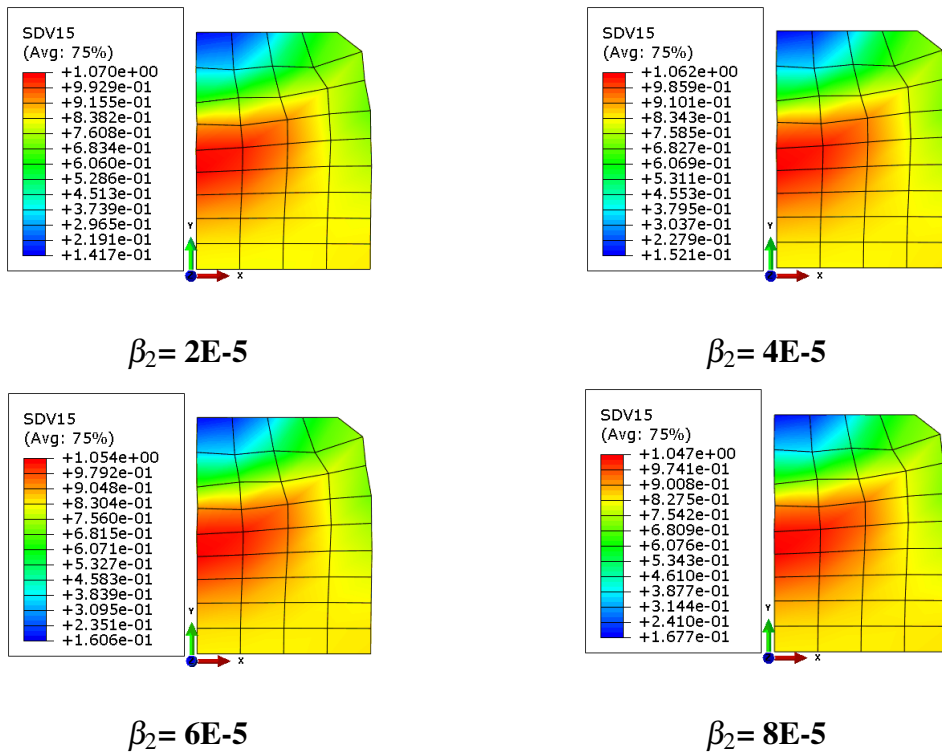 SDV15
(Avg: 75%)
+1.070e+00
+9.929e-01
+9.155e-01
+8.382e-01
+7.608e-01
+6.834e-01
+6.060e-01
+5.286e-01
+4.513e-01
+3.739e-01
+2.965e-01
+2.191e-01
+1.417e-01
Y
X
β₂= 2E-5
SDV15
(Avg: 75%)
+1.062e+00
+9.859e-01
+9.101e-01
+8.343e-01
+7.585e-01
+6.827e-01
+6.069e-01
+5.311e-01
+4.553e-01
+3.795e-01
+3.037e-01
+2.279e-01
+1.521e-01
Y
X
β₂= 4E-5
SDV15
(Avg: 75%)
+1.054e+00
+9.792e-01
+9.048e-01
+8.304e-01
+7.560e-01
+6.815e-01
+6.071e-01
+5.327e-01
+4.583e-01
+3.839e-01
+3.095e-01
+2.351e-01
+1.606e-01
Y
X
β₂= 6E-5
SDV15
(Avg: 75%)
+1.047e+00
+9.741e-01
+9.008e-01
+8.275e-01
+7.542e-01
+6.809e-01
+6.076e-01
+5.343e-01
+4.610e-01
+3.877e-01
+3.144e-01
+2.410e-01
+1.677e-01
Y
X
β₂= 8E-5